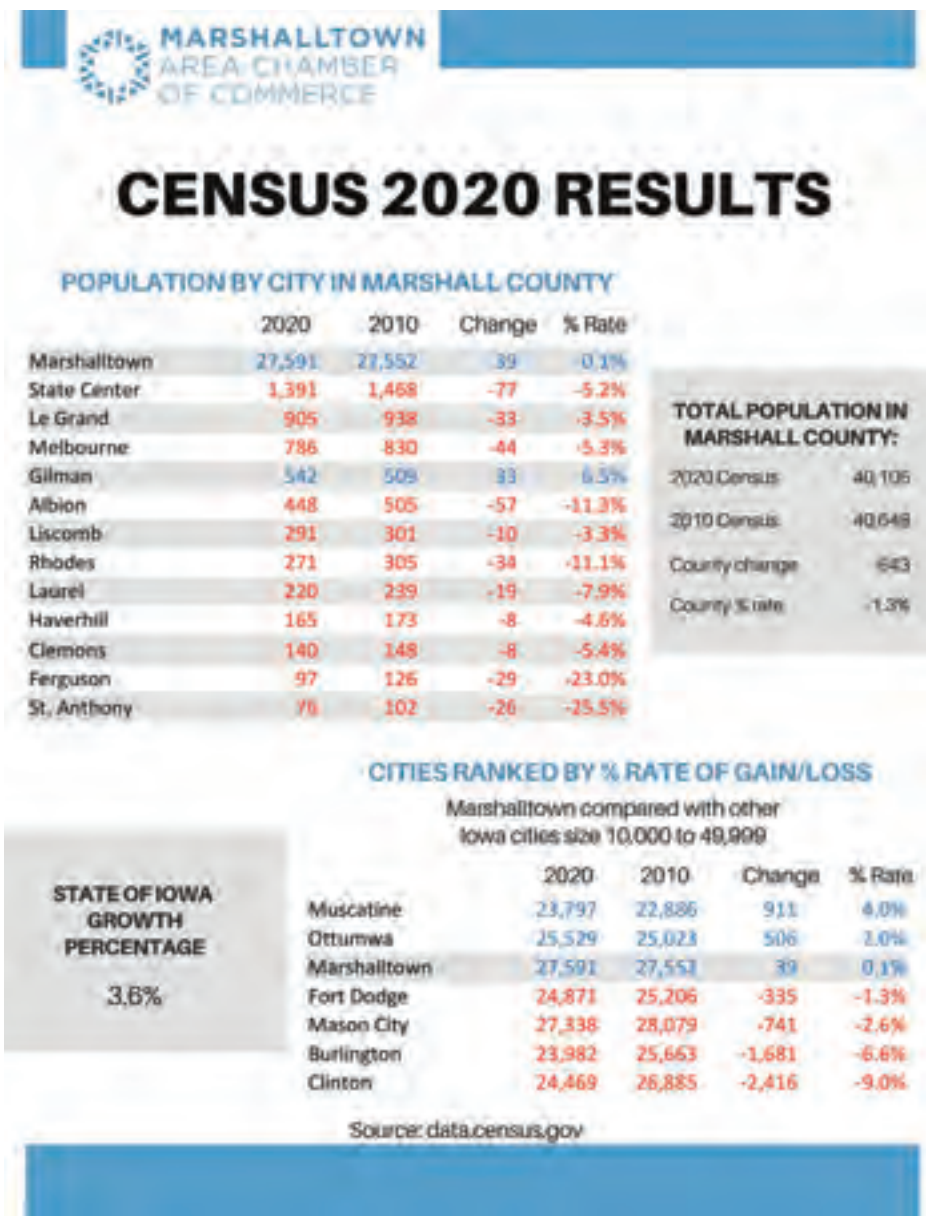 MARSHALLTOWN
AREA CHAMBER
OF COMMERCE
CENSUS 2020 RESULTS
POPULATION BY CITY IN MARSHALL COUNTY
2020 2010 Change % Rate
Marshalltown 27,591 27,552 39 0.1%
State Center 1,391 1,468 -77 -5.2%
Le Grand 905 938 -33 -3.5%
Melbourne 786 830 -44 -5.3%
Gilman 542 509 33 6.5%
Albion 448 505 -57 -11.3%
Liscomb 291 301 -10 -3.3%
Rhodes 271 305 -34 -11.1%
Laurel 220 239 -19 -7.9%
Haverhill 165 173 -8 -4.6%
Clemons 140 148 -8 -5.4%
Ferguson 97 126 -29 -23.0%
St. Anthony 76 102 -26 -25.5%
TOTAL POPULATION IN
MARSHALL COUNTY:
2020 Census 40,105
2010 Census 40,648
County change -643
County % rate -1.3%
CITIES RANKED BY % RATE OF GAIN/LOSS
Marshalltown compared with other
Iowa cities size 10,000 to 49,999
2020 2010 Change % Rate
Muscatine 23,797 22,886 911 4.0%
Ottumwa 25,529 25,023 506 2.0%
Marshalltown 27,591 27,552 39 0.1%
Fort Dodge 24,871 25,206 -335 -1.3%
Mason City 27,338 28,079 -741 -2.6%
Burlington 23,982 25,663 -1,681 -6.6%
Clinton 24,469 26,885 -2,416 -9.0%
STATE OF IOWA
GROWTH
PERCENTAGE
3.6%
Source: data.census.gov